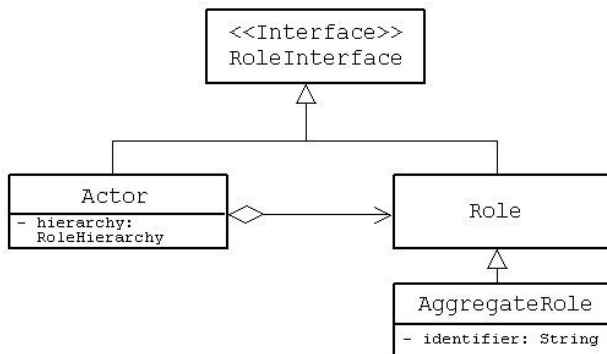 <<Interface>>
RoleInterface
Actor
- hierarchy:
RoleHierarchy
Role
AggregateRole
- identifier: String